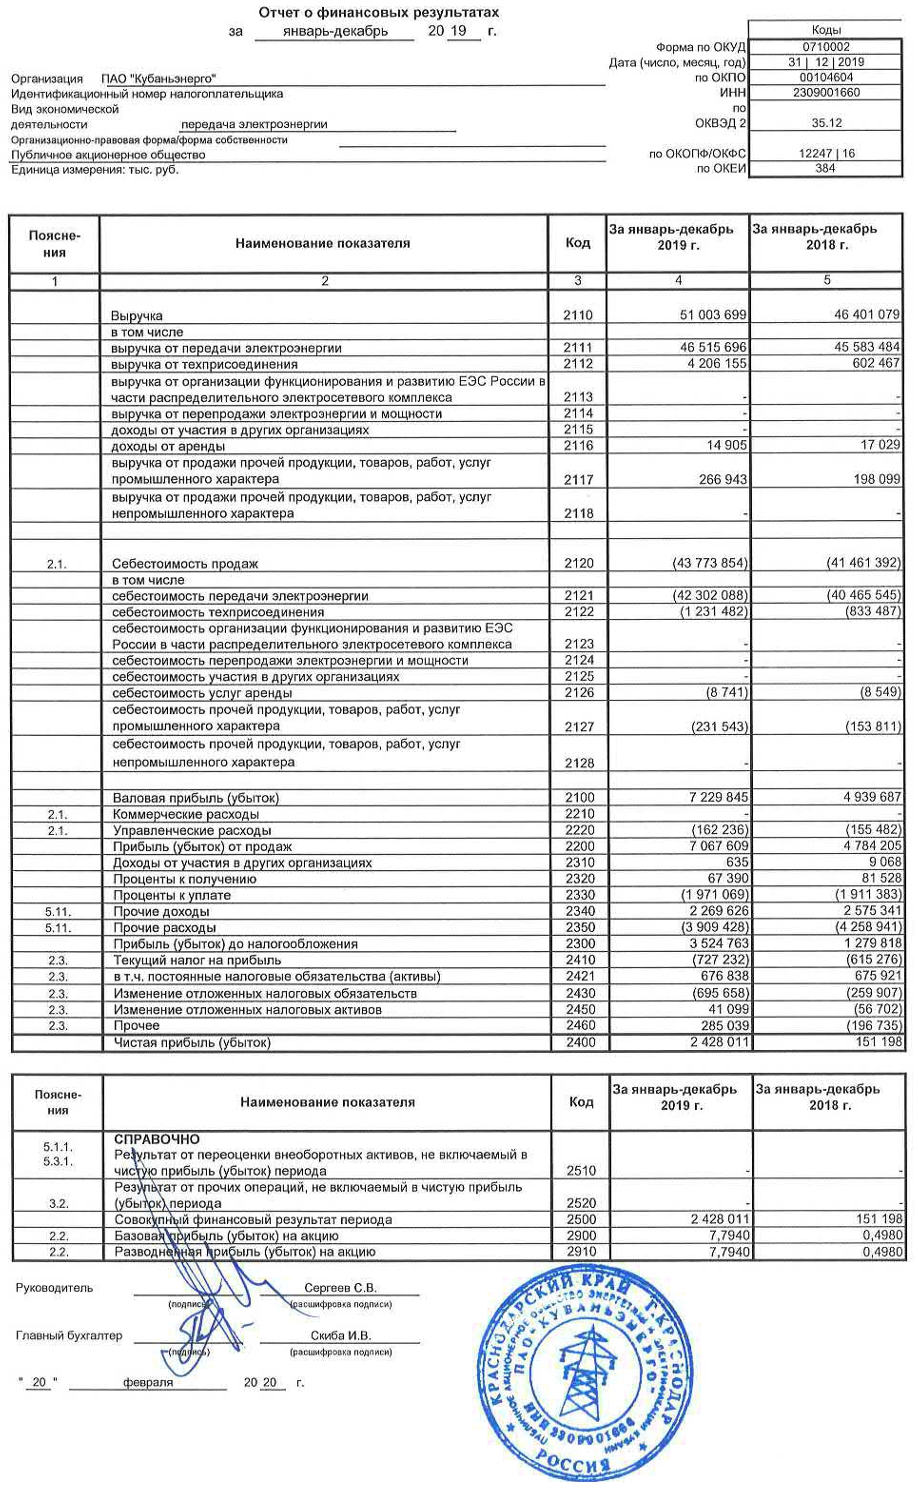 Отчет о финансовых результатах
за январь-декабрь 20 19 г.
Коды
Форма по ОКУД 0710002
Дата (число, месяц, год) 31 | 12 | 2019
Организация ПАО "Кубаньэнерго" по ОКПО 00104604
Идентификационный номер налогоплательщика ИНН 2309001660
Вид экономической по
деятельности передача электроэнергии ОКВЭД 2 35.12
Организационно-правовая форма/форма собственности
Публичное акционерное общество по ОКОПФ/ОКФС 12247 | 16
Единица измерения: тыс. руб. по ОКЕИ 384
Поясне-
ния Наименование показателя Код За январь-декабрь 2019 г. За январь-декабрь 2018 г.
1 2 3 4 5
Выручка 2110 51 003 699 46 401 079
в том числе
выручка от передачи электроэнергии 2111 46 515 696 45 583 484
выручка от техприсоединения 2112 4 206 155 602 467
выручка от организации функционирования и развитию ЕЭС России в
части распределительного электросетевого комплекса 2113 - -
выручка от перепродажи электроэнергии и мощности 2114 - -
доходы от участия в других организациях 2115 - -
доходы от аренды 2116 14 905 17 029
выручка от продажи прочей продукции, товаров, работ, услуг
промышленного характера 2117 266 943 198 099
выручка от продажи прочей продукции, товаров, работ, услуг
непромышленного характера 2118 - -
2.1. Себестоимость продаж 2120 (43 773 854) (41 461 392)
в том числе
себестоимость передачи электроэнергии 2121 (42 302 088) (40 465 545)
себестоимость техприсоединения 2122 (1 231 482) (833 487)
себестоимость организации функционирования и развитию ЕЭС
России в части распределительного электросетевого комплекса 2123 - -
себестоимость перепродажи электроэнергии и мощности 2124 - -
себестоимость участия в других организациях 2125 - -
себестоимость услуг аренды 2126 (8 741) (8 549)
себестоимость прочей продукции, товаров, работ, услуг
промышленного характера 2127 (231 543) (153 811)
себестоимость прочей продукции, товаров, работ, услуг
непромышленного характера 2128 - -
Валовая прибыль (убыток) 2100 7 229 845 4 939 687
2.1. Коммерческие расходы 2210 - -
2.1. Управленческие расходы 2220 (162 236) (155 482)
Прибыль (убыток) от продаж 2200 7 067 609 4 784 205
Доходы от участия в других организациях 2310 635 9 068
Проценты к получению 2320 67 390 81 528
Проценты к уплате 2330 (1 971 069) (1 911 383)
5.11. Прочие доходы 2340 2 269 626 2 575 341
5.11. Прочие расходы 2350 (3 909 428) (4 258 941)
Прибыль (убыток) до налогообложения 2300 3 524 763 1 279 818
2.3. Текущий налог на прибыль 2410 (727 232) (615 276)
2.3. в т.ч. постоянные налоговые обязательства (активы) 2421 676 838 675 921
2.3. Изменение отложенных налоговых обязательств 2430 (695 658) (259 907)
2.3. Изменение отложенных налоговых активов 2450 41 099 (56 702)
2.3. Прочее 2460 285 039 (196 735)
Чистая прибыль (убыток) 2400 2 428 011 151 198
Поясне-
ния Наименование показателя Код За январь-декабрь 2019 г. За январь-декабрь 2018 г.
СПРАВОЧНО
5.1.1.
5.3.1. Результат от переоценки внеоборотных активов, не включаемый в
чистую прибыль (убыток) периода 2510 - -
Результат от прочих операций, не включаемый в чистую прибыль
3.2. (убыток) периода 2520 - -
Совокупный финансовый результат периода 2500 2 428 011 151 198
2.2. Базовая прибыль (убыток) на акцию 2900 7,7940 0,4980
2.2. Разводненная прибыль (убыток) на акцию 2910 7,7940 0,4980
Руководитель Сергеев С.В.
(подпись) (расшифровка подписи)
Главный бухгалтер Скиба И.В.
(подпись) (расшифровка подписи)
" 20 " февраля 20 20 г.
КРАСНОДАРСКИЙ КРАЙ Г.КРАСНОДАР
РОССИЯ
ПУБЛИЧНОЕ АКЦИОНЕРНОЕ ОБЩЕСТВО ЭНЕРГЕТИКИ И ЭЛЕКТРИФИКАЦИИ КУБАНИ
ПАО "КУБАНЬЭНЕРГО"